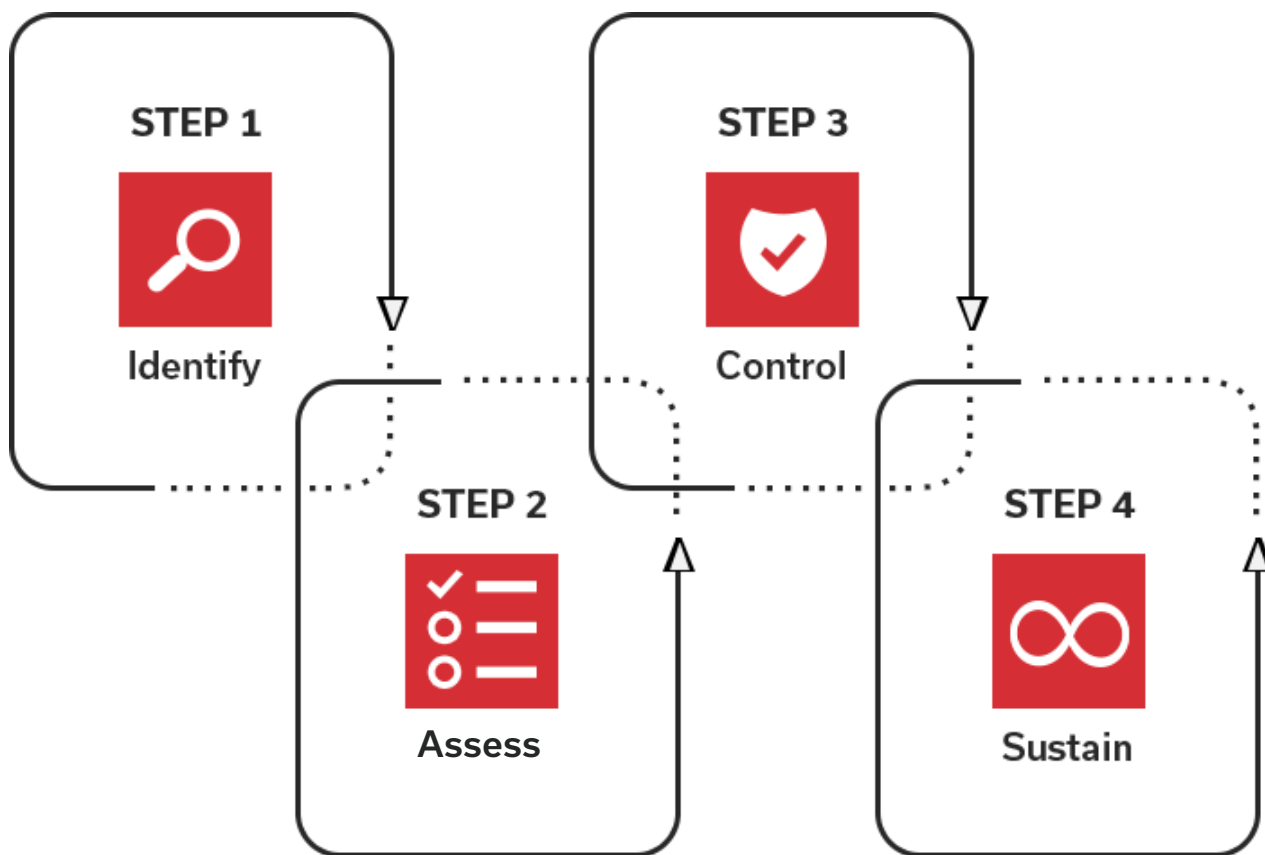 STEP 1
Identify
STEP 2
Assess
STEP 3
Control
STEP 4
Sustain